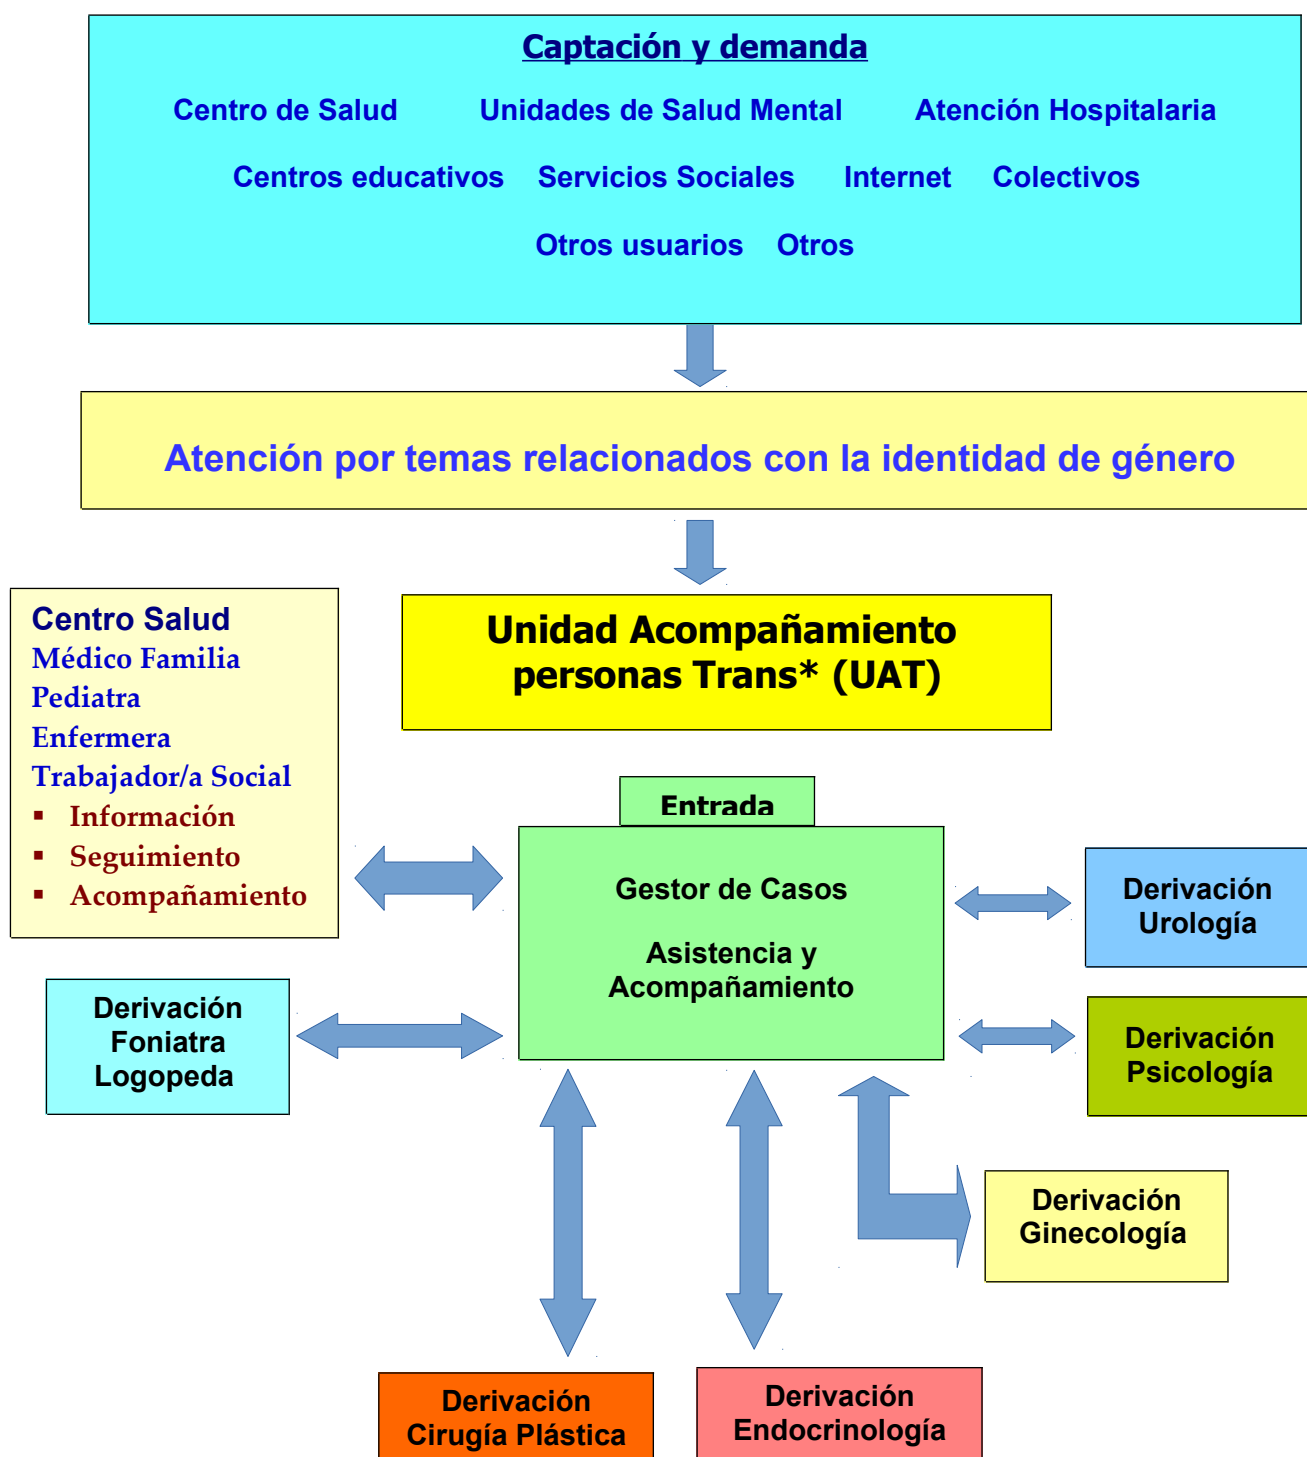 Captación y demanda
Centro de Salud Unidades de Salud Mental Atención Hospitalaria
Centros educativos Servicios Sociales Internet Colectivos
Otros usuarios Otros
Atención por temas relacionados con la identidad de género
Centro Salud
Médico Familia
Pediatra
Enfermera
Trabajador/a Social
▪ Información
▪ Seguimiento
▪ Acompañamiento
Unidad Acompañamiento
personas Trans* (UAT)
Entrada
Gestor de Casos
Asistencia y
Acompañamiento
Derivación
Urología
Derivación
Foniatra
Logopeda
Derivación
Psicología
Derivación
Ginecología
Derivación
Cirugía Plástica
Derivación
Endocrinología